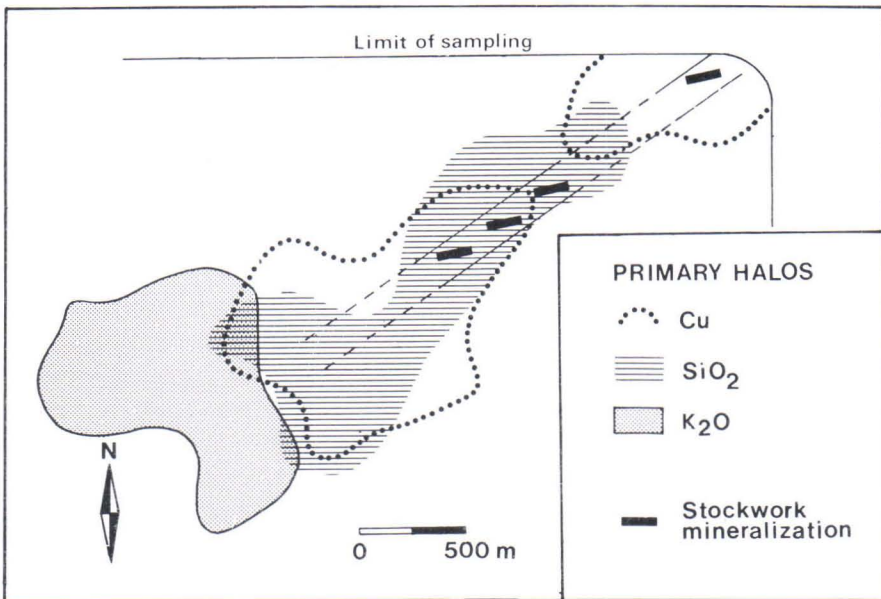 Limit of sampling
PRIMARY HALOS
Cu
SiO₂
K₂O
Stockwork
mineralization
N
0 500 m